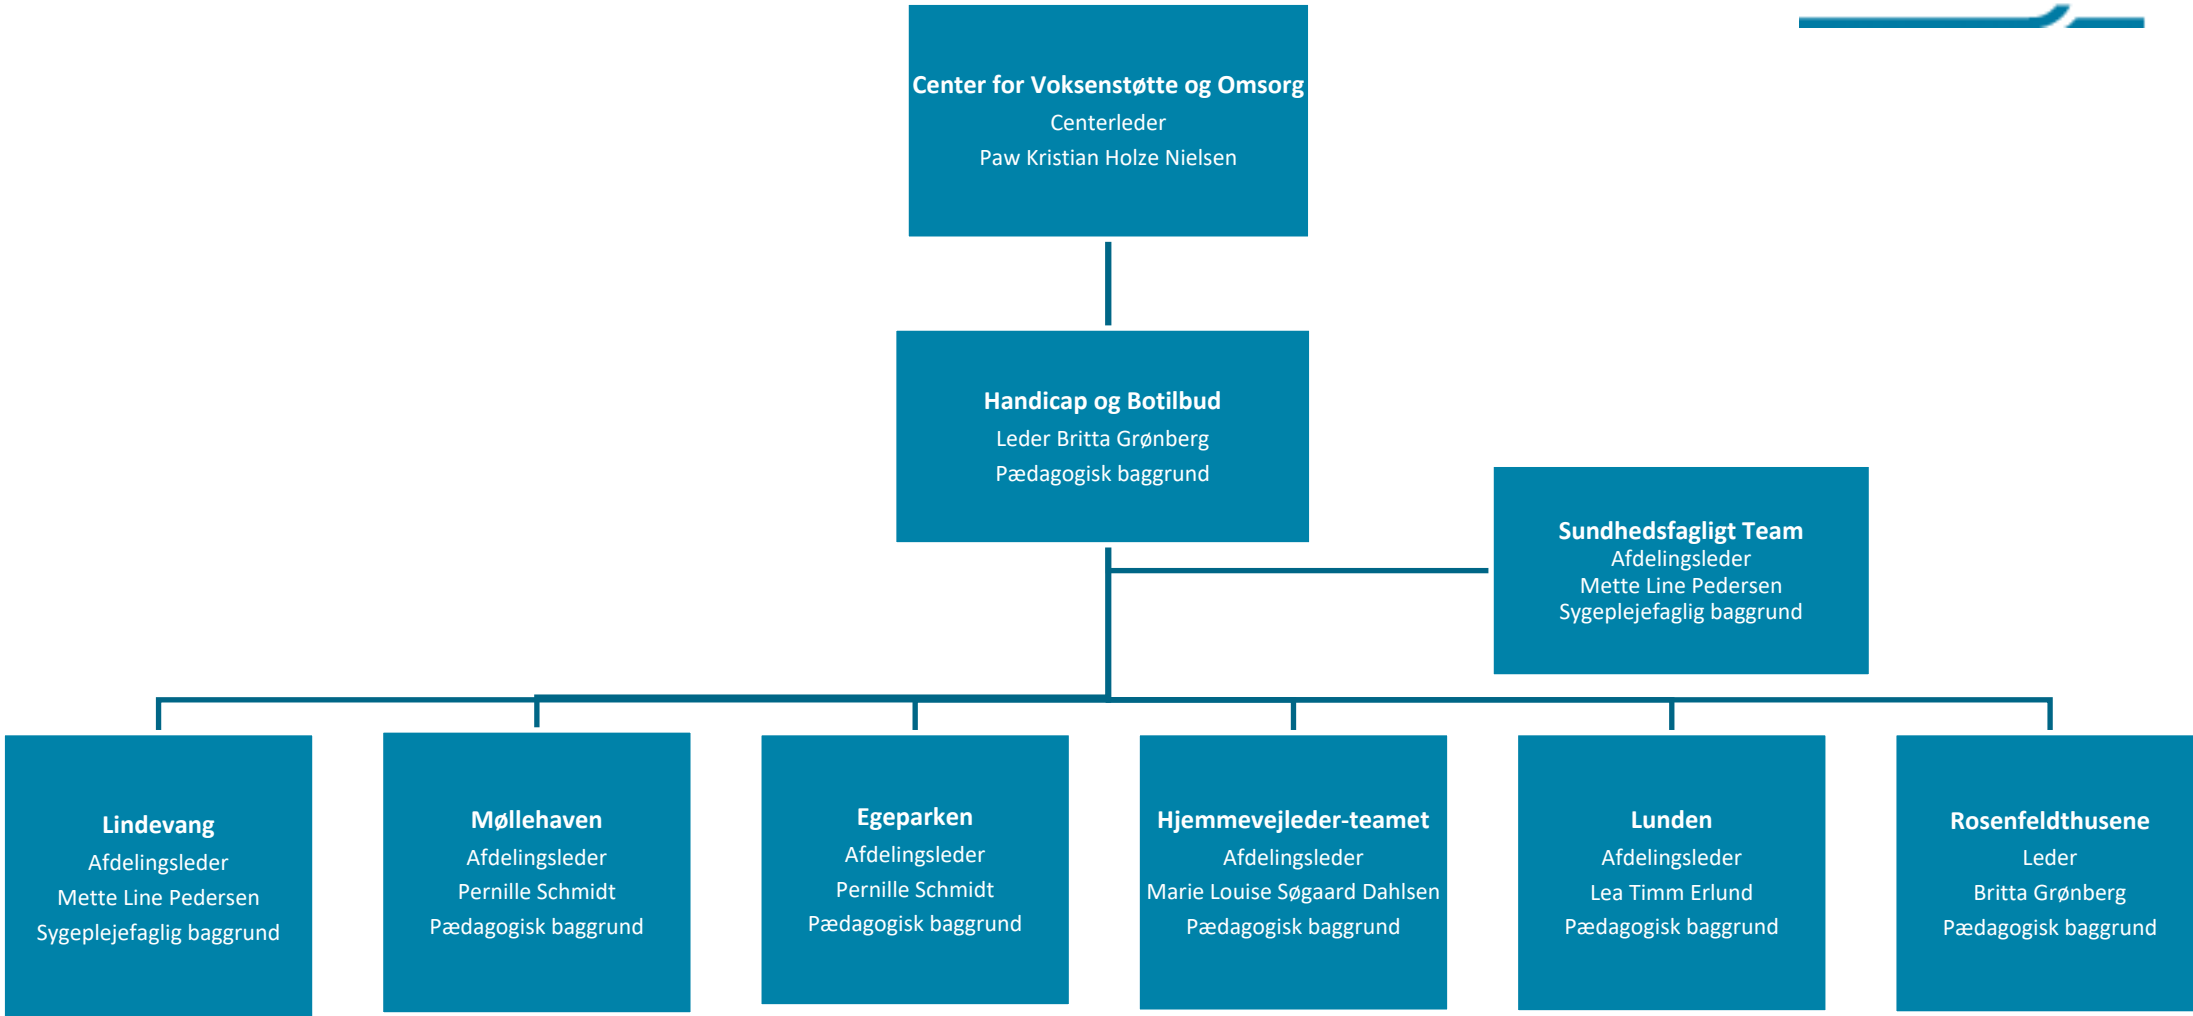 Center for Voksenstøtte og Omsorg
Centerleder
Paw Kristian Holze Nielsen
Handicap og Botilbud
Leder Britta Grønberg
Pædagogisk baggrund
Sundhedsfagligt Team
Afdelingsleder
Mette Line Pedersen
Sygeplejefaglig baggrund
Lindevang
Afdelingsleder
Mette Line Pedersen
Sygeplejefaglig baggrund
Møllehaven
Afdelingsleder
Pernille Schmidt
Pædagogisk baggrund
Egeparken
Afdelingsleder
Pernille Schmidt
Pædagogisk baggrund
Hjemmevejleder-teamet
Afdelingsleder
Marie Louise Søgaard Dahlsen
Pædagogisk baggrund
Lunden
Afdelingsleder
Lea Timm Erlund
Pædagogisk baggrund
Rosenfeldthusene
Leder
Britta Grønberg
Pædagogisk baggrund